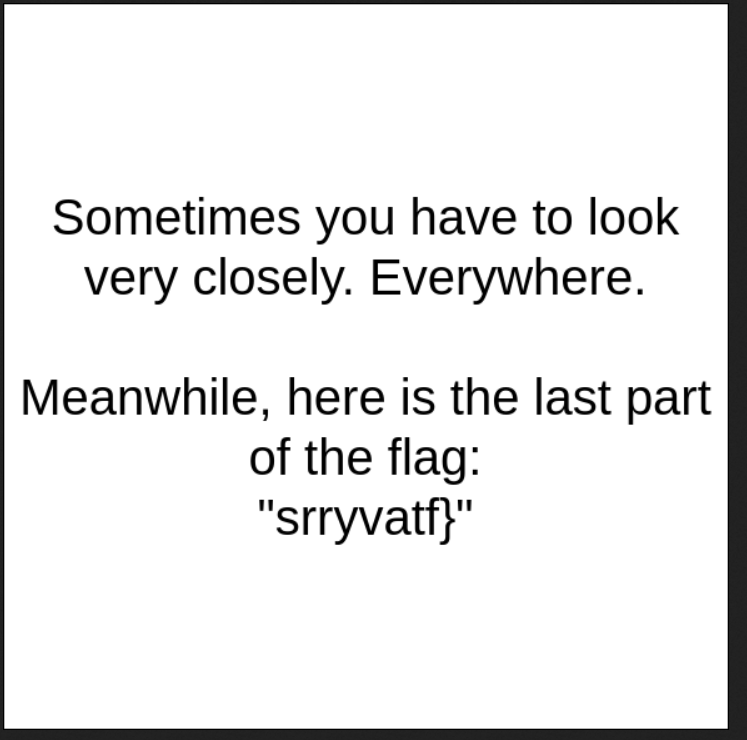 Sometimes you have to look
very closely. Everywhere.
Meanwhile, here is the last part
of the flag:
"srryvatf}"